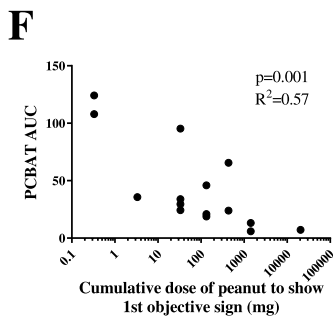 F
p=0.001
R²=0.57
PCBAT AUC
150
100
50
0
0.1
1
10
100
1000
10000
100000
Cumulative dose of peanut to show
1st objective sign (mg)